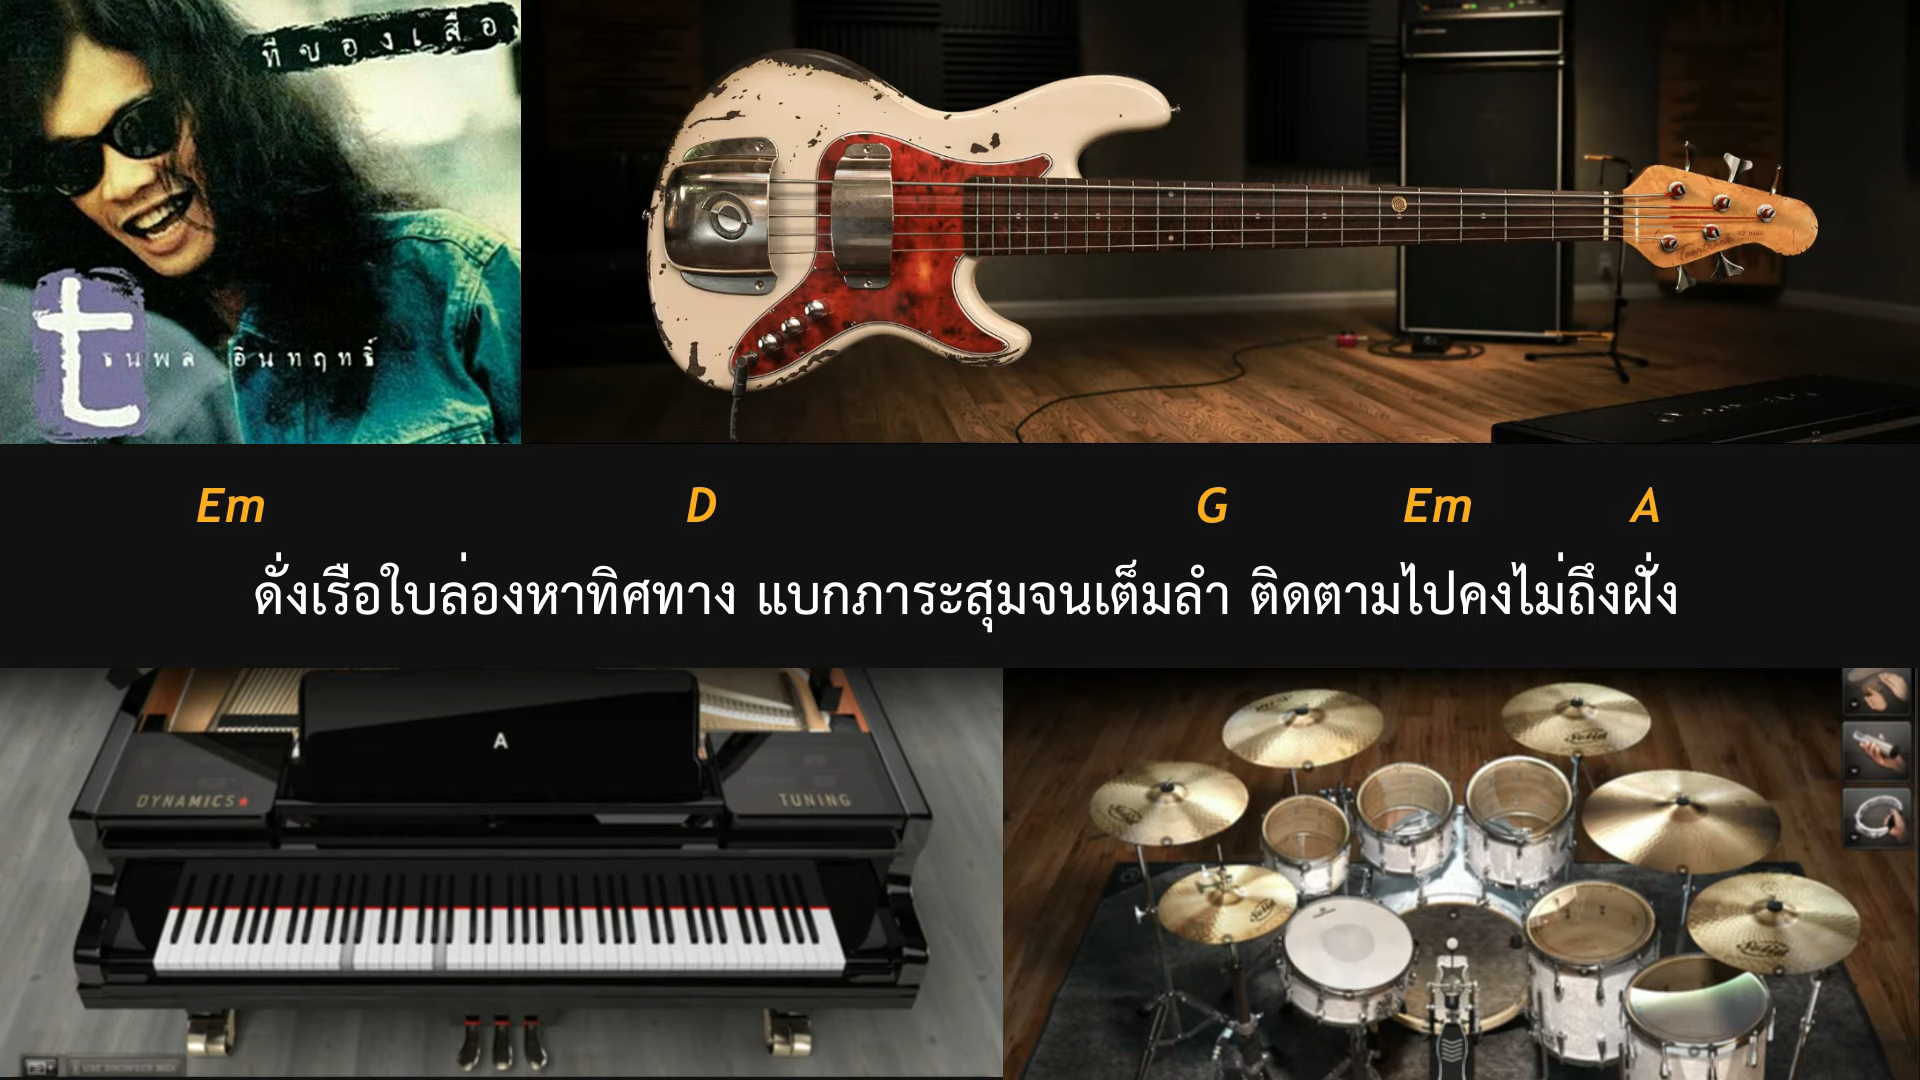 ที่ของเสือ
t
ธนพล อินทฤทธิ์
Em D G Em A
ดั่งเรือใบล่องหาทิศทาง แบกภาระสุมจนเต็มลำ ติดตามไปคงไม่ถึงฝั่ง
A
DYNAMICS
TUNING
USE BROWSER MIDI